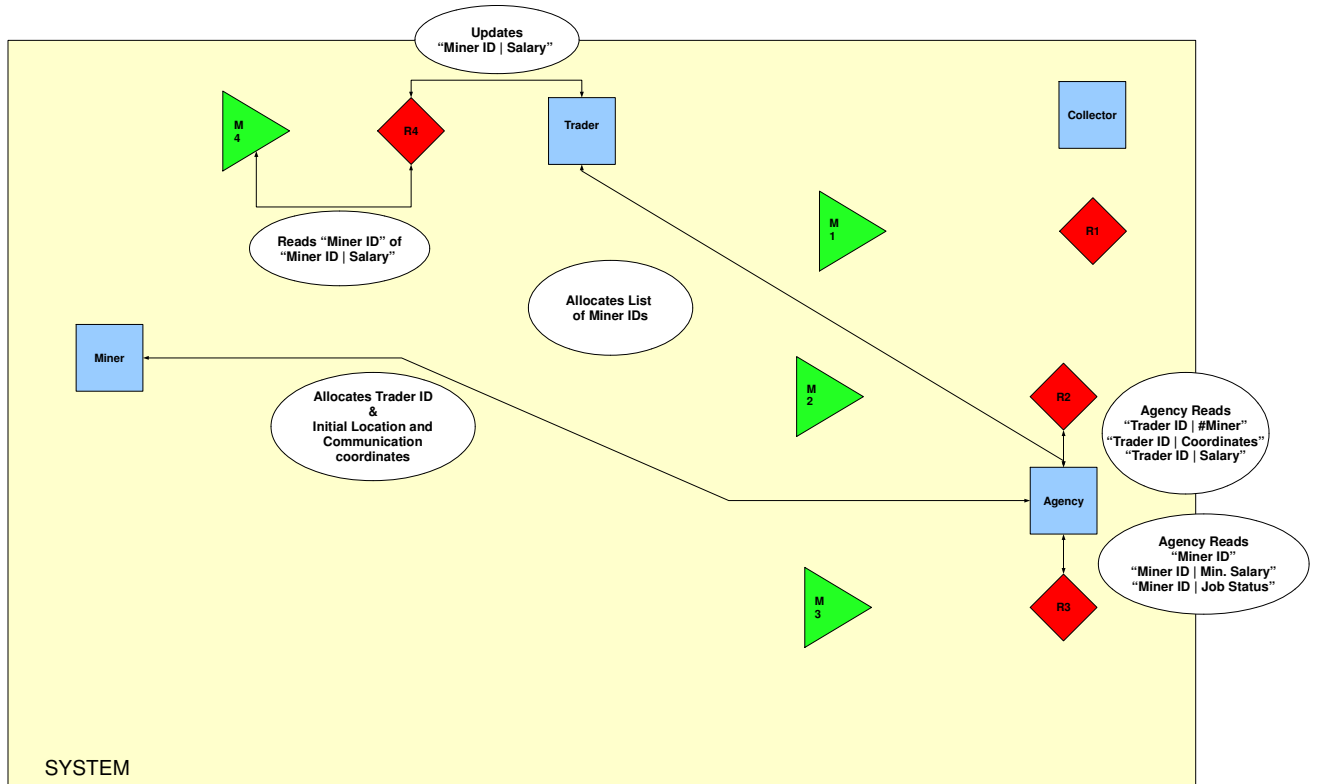 Updates
“Miner ID | Salary”
M
4
R4
Trader
Collector
M
1
R1
Reads “Miner ID” of
“Miner ID | Salary”
Allocates List
of Miner IDs
Miner
Allocates Trader ID
&
Initial Location and
Communication
coordinates
M
2
R2
Agency Reads
“Trader ID | #Miner”
“Trader ID | Coordinates”
“Trader ID | Salary”
Agency
Agency Reads
“Miner ID”
“Miner ID | Min. Salary”
“Miner ID | Job Status”
M
3
R3
SYSTEM